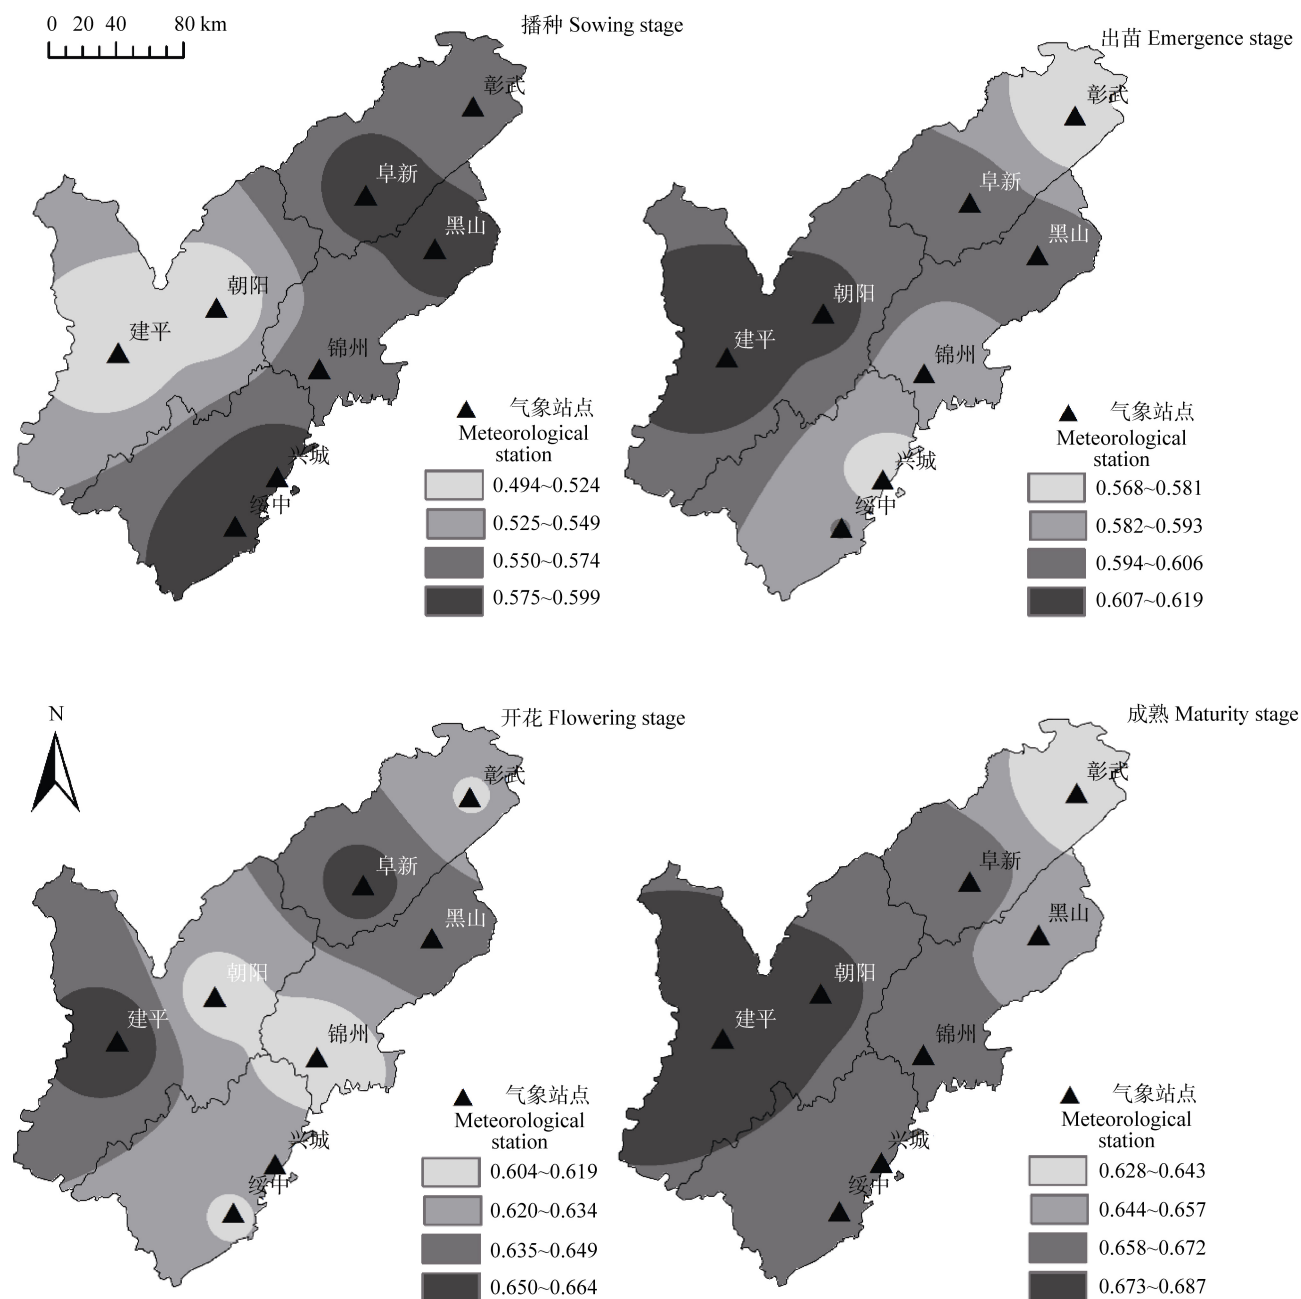 0 20 40 80 km
播种 Sowing stage
彰武
阜新
黑山
朝阳
建平
锦州
兴城
绥中
气象站点
Meteorological
station
0.494~0.524
0.525~0.549
0.550~0.574
0.575~0.599
出苗 Emergence stage
彰武
阜新
黑山
朝阳
建平
锦州
兴城
绥中
气象站点
Meteorological
station
0.568~0.581
0.582~0.593
0.594~0.606
0.607~0.619
N
开花 Flowering stage
彰武
阜新
黑山
朝阳
建平
锦州
兴城
绥中
气象站点
Meteorological
station
0.604~0.619
0.620~0.634
0.635~0.649
0.650~0.664
成熟 Maturity stage
彰武
阜新
黑山
朝阳
建平
锦州
兴城
绥中
气象站点
Meteorological
station
0.628~0.643
0.644~0.657
0.658~0.672
0.673~0.687